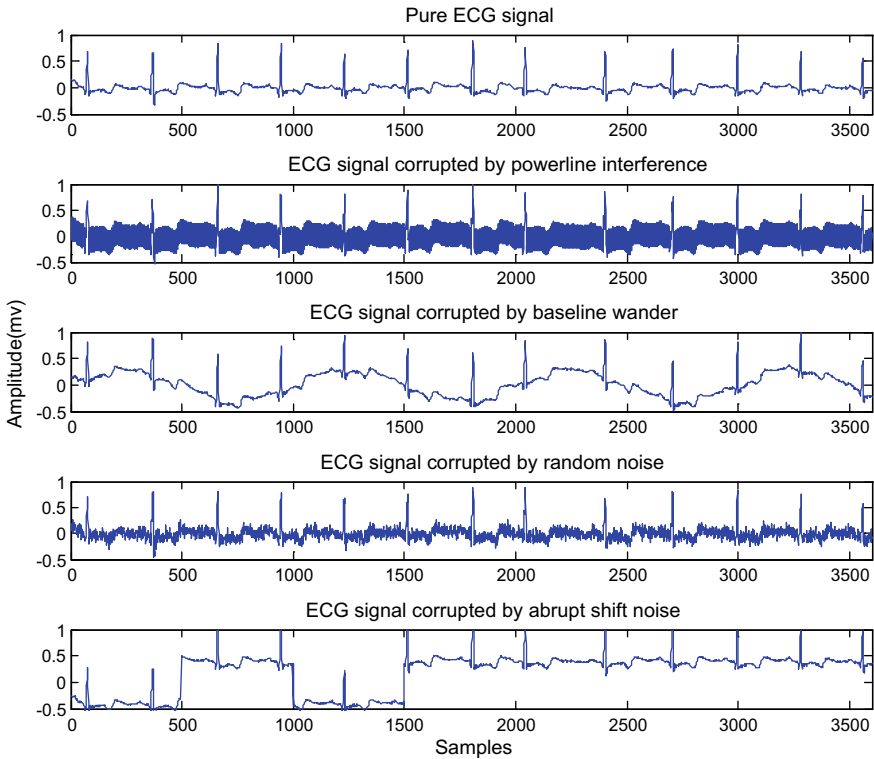 Pure ECG signal
1
0.5
0
-0.5
0 500 1000 1500 2000 2500 3000 3500
ECG signal corrupted by powerline interference
1
0.5
0
-0.5
0 500 1000 1500 2000 2500 3000 3500
ECG signal corrupted by baseline wander
Amplitude(mv)
1
0.5
0
-0.5
0 500 1000 1500 2000 2500 3000 3500
ECG signal corrupted by random noise
1
0.5
0
-0.5
0 500 1000 1500 2000 2500 3000 3500
ECG signal corrupted by abrupt shift noise
1
0.5
0
-0.5
0 500 1000 1500 2000 2500 3000 3500
Samples